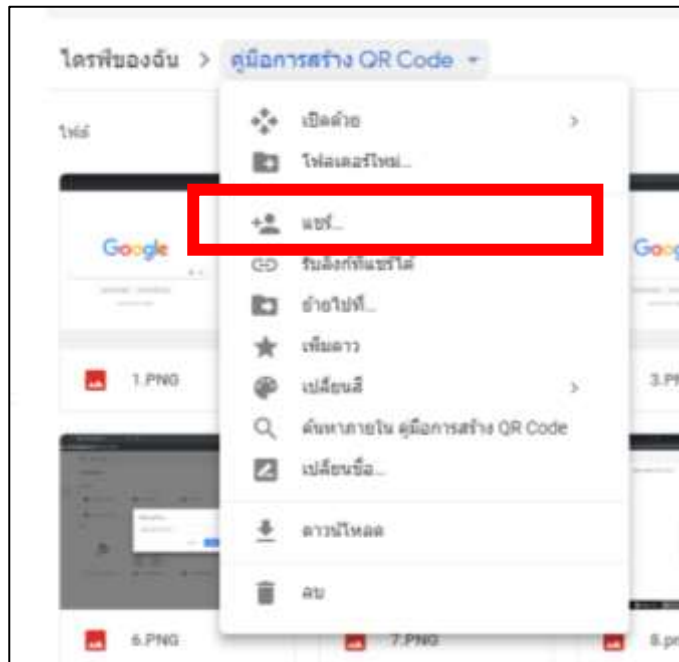 ไดรฟ์ของฉัน > คู่มือการสร้าง QR Code
ไฟล์
เปิดด้วย
โฟลเดอร์ใหม่...
แชร์...
รับลิงก์ที่แชร์ได้
ย้ายไปที่...
เพิ่มดาว
เปลี่ยนสี
ค้นหาภายใน คู่มือการสร้าง QR Code
เปลี่ยนชื่อ...
ดาวน์โหลด
ลบ
Google
1.PNG
6.PNG
7.PNG